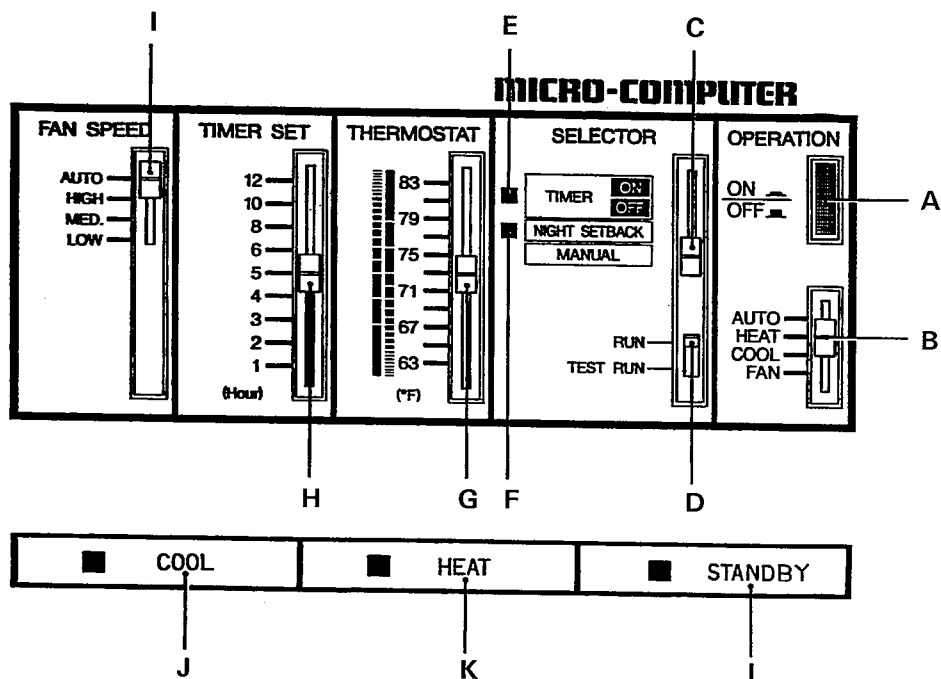 I
E
C
MICRO-COMPUTER
FAN SPEED
AUTO
HIGH
MED.
LOW
TIMER SET
12
10
8
6
5
4
3
2
1
(Hour)
THERMOSTAT
83
79
75
71
67
63
(°F)
SELECTOR
TIMER ON
OFF
NIGHT SETBACK
MANUAL
RUN
TEST RUN
OPERATION
ON
OFF
AUTO
HEAT
COOL
FAN
A
B
H
G
F
D
COOL
HEAT
STANDBY
J
K